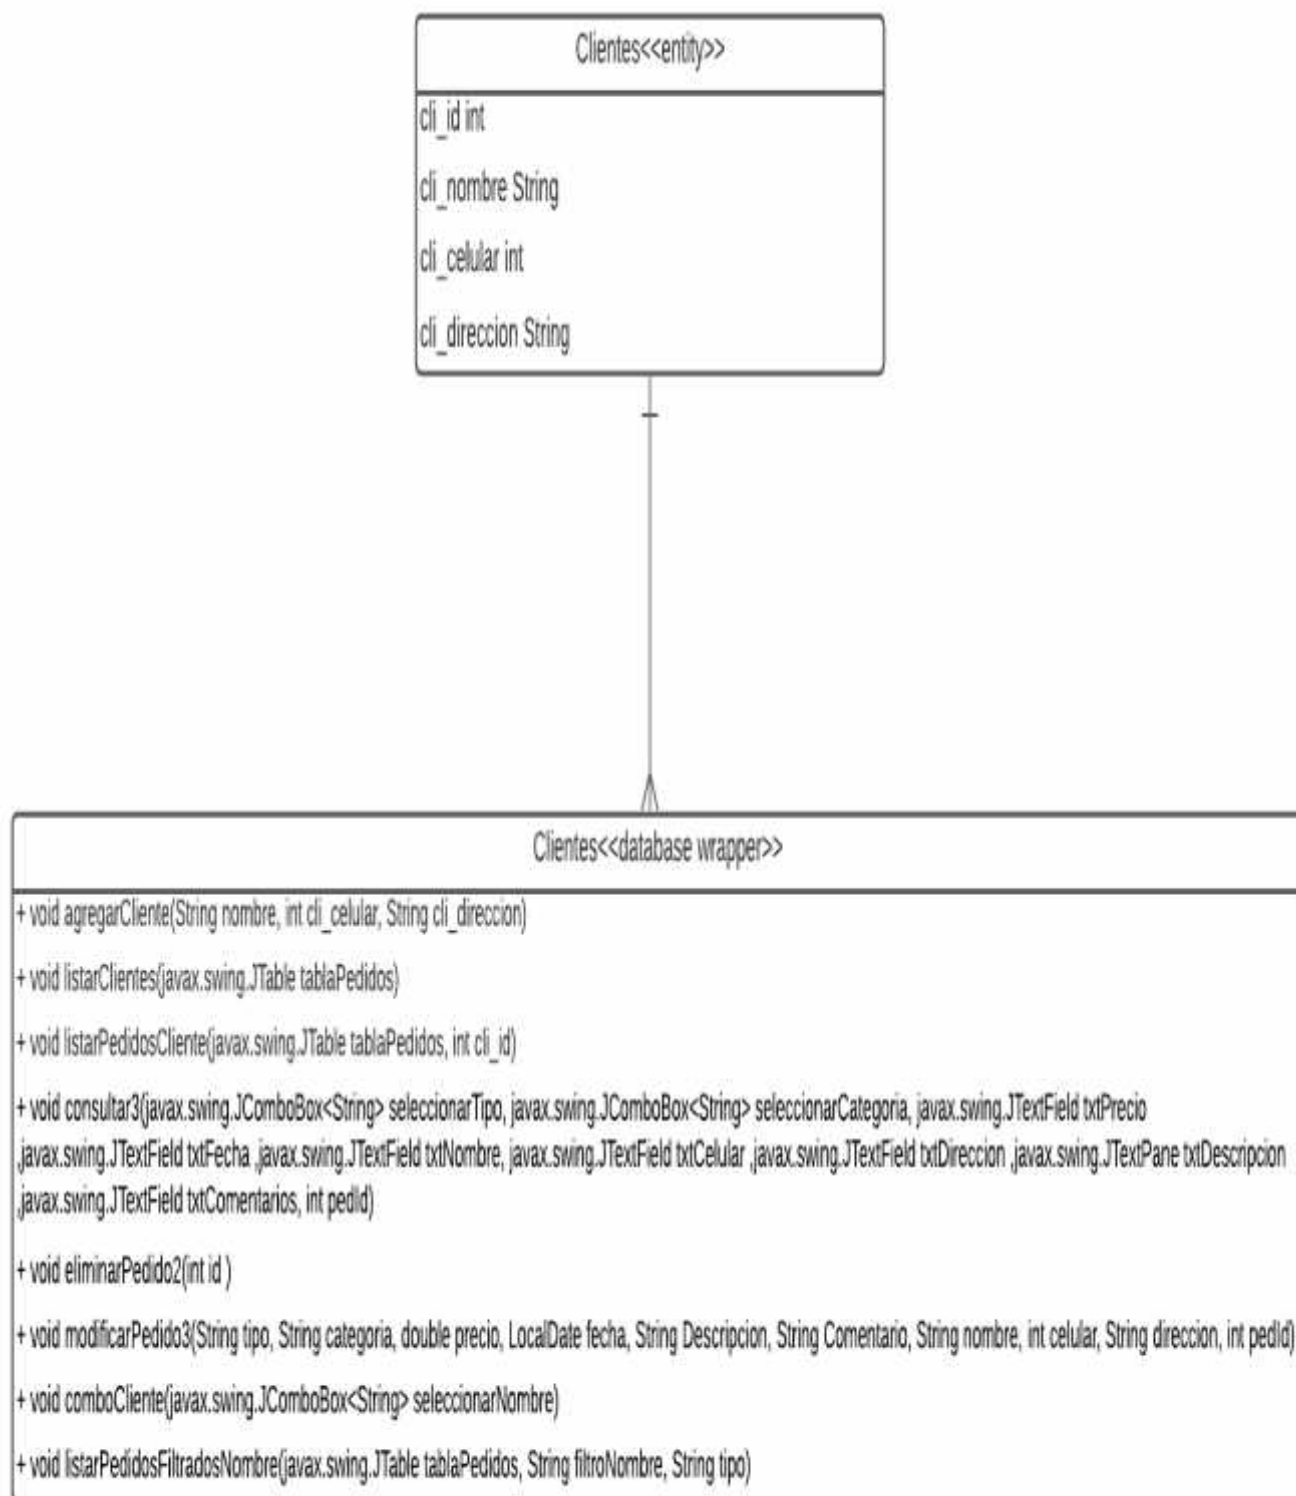 Clientes<<entity>>
cli_id int
cli_nombre String
cli_celular int
cli_direccion String
Clientes<<database wrapper>>
+ void agregarCliente(String nombre, int cli_celular, String cli_direccion)
+ void listarClientes(javax.swing.JTable tablaPedidos)
+ void listarPedidosCliente(javax.swing.JTable tablaPedidos, int cli_id)
+ void consultar3(javax.swing.JComboBox<String> seleccionarTipo, javax.swing.JComboBox<String> seleccionarCategoria, javax.swing.JTextField txtPrecio
,javax.swing.JTextField txtFecha ,javax.swing.JTextField txtNombre, javax.swing.JTextField txtCelular ,javax.swing.JTextField txtDireccion ,javax.swing.JTextPane txtDescripcion
,javax.swing.JTextField txtComentarios, int pedId)
+ void eliminarPedido2(int id )
+ void modificarPedido3(String tipo, String categoria, double precio, LocalDate fecha, String Descripcion, String Comentario, String nombre, int celular, String direccion, int pedId)
+ void comboCliente(javax.swing.JComboBox<String> seleccionarNombre)
+ void listarPedidosFiltradosNombre(javax.swing.JTable tablaPedidos, String filtroNombre, String tipo)